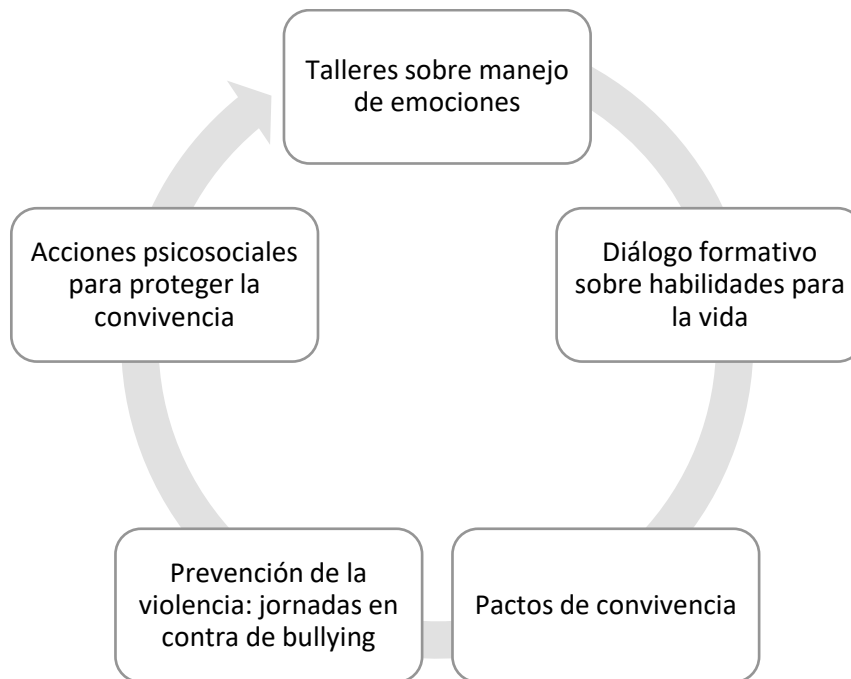 Talleres sobre manejo
de emociones
Diálogo formativo
sobre habilidades para
la vida
Pactos de convivencia
Prevención de la
violencia: jornadas en
contra de bullying
Acciones psicosociales
para proteger la
convivencia